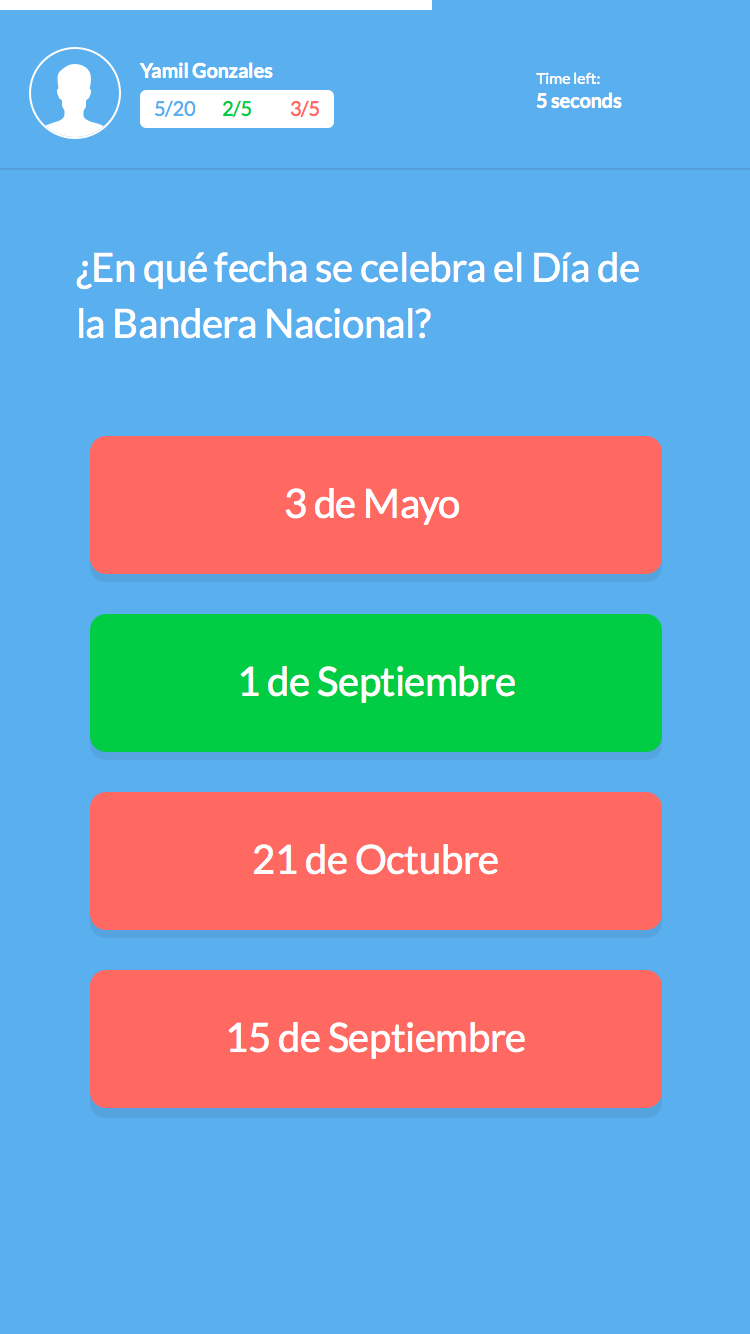 Yamil Gonzales
Time left:
5/20 2/5 3/5
5 seconds
¿En qué fecha se celebra el Día de
la Bandera Nacional?
3 de Mayo
1 de Septiembre
21 de Octubre
15 de Septiembre